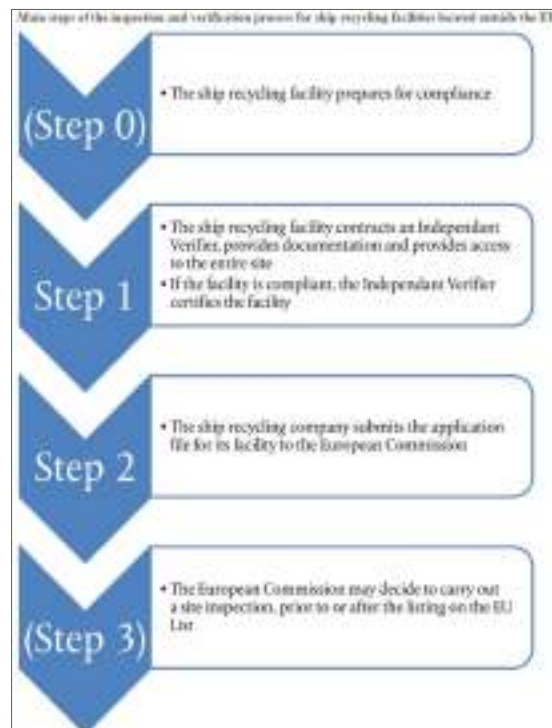 Main steps of the inspection and verification process for ship recycling facilities located outside the EU
(Step 0)
• The ship recycling facility prepares for compliance
Step 1
• The ship recycling facility contracts an Independant
Verifier, provides documentation and provides access
to the entire site
• If the facility is compliant, the Independant Verifier
certifies the facility
Step 2
• The ship recycling company submits the application
file for its facility to the European Commission
(Step 3)
• The European Commission may decide to carry out
a site inspection, prior to or after the listing on the EU
List